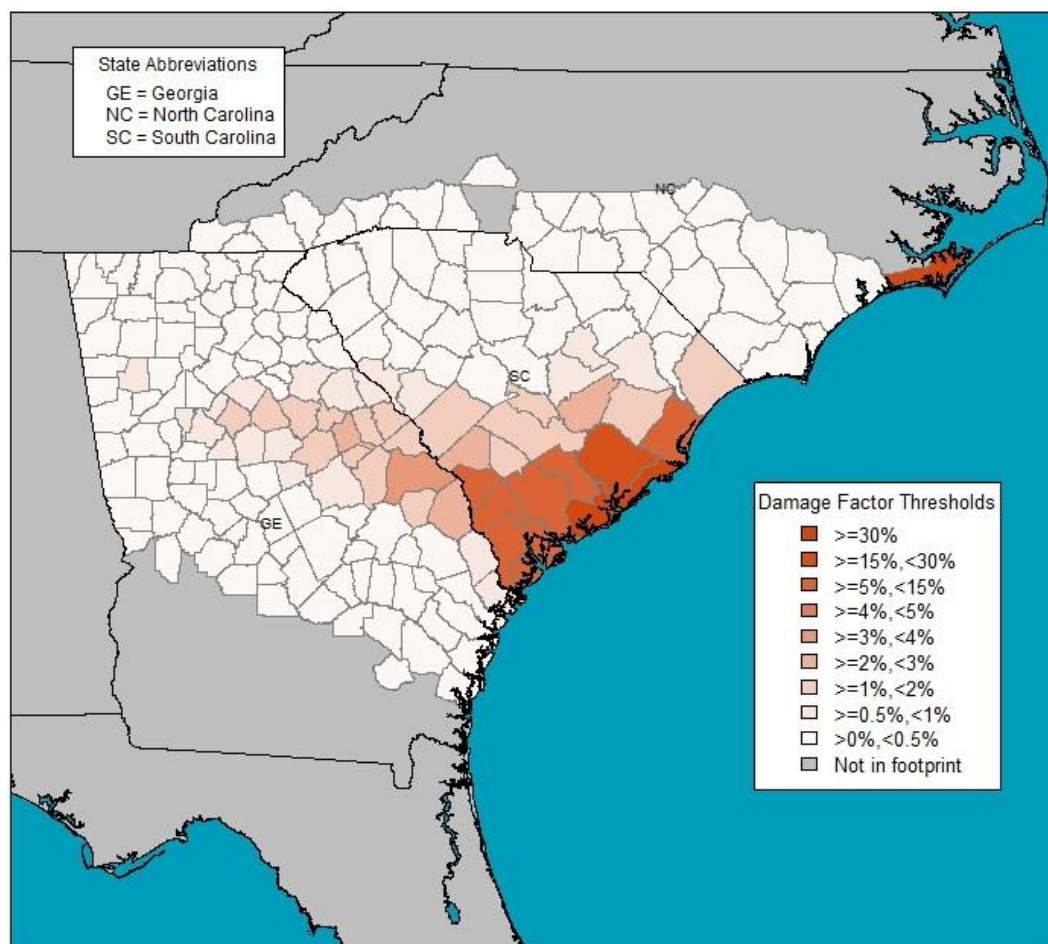 State Abbreviations
GE = Georgia
NC = North Carolina
SC = South Carolina
NC
SC
GE
Damage Factor Thresholds
>=30%
>=15%,<30%
>=5%,<15%
>=4%,<5%
>=3%,<4%
>=2%,<3%
>=1%,<2%
>=0.5%,<1%
>0%,<0.5%
Not in footprint